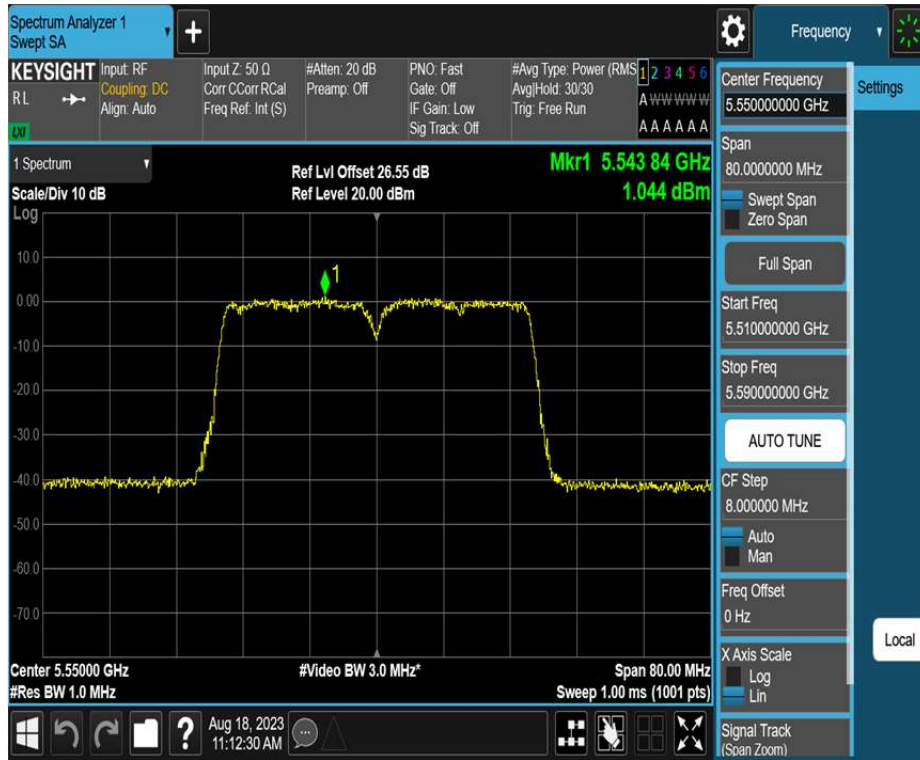 Spectrum Analyzer 1
Swept SA
+
Frequency
KEYSIGHT
RL
LXI
Input: RF
Coupling: DC
Align: Auto
Input Z: 50 Ω
Corr CCorr RCal
Freq Ref: Int (S)
#Atten: 20 dB
Preamp: Off
PNO: Fast
Gate: Off
IF Gain: Low
Sig Track: Off
#Avg Type: Power (RMS
Avg|Hold: 30/30
Trig: Free Run
1 2 3 4 5 6
A W W W W W
A A A A A A
Center Frequency
5.55000000 GHz
Settings
1 Spectrum
Scale/Div 10 dB
Log
Ref Lvl Offset 26.55 dB
Ref Level 20.00 dBm
Mkr1 5.543 84 GHz
1.044 dBm
Span
80.0000000 MHz
Swept Span
Zero Span
Full Span
Start Freq
5.510000000 GHz
Stop Freq
5.590000000 GHz
AUTO TUNE
CF Step
8.000000 MHz
Auto
Man
Freq Offset
0 Hz
X Axis Scale
Log
Lin
Signal Track
(Span Zoom)
Local
10.0
1
0.00
-10.0
-20.0
-30.0
-40.0
-50.0
-60.0
-70.0
Center 5.55000 GHz
#Video BW 3.0 MHz*
Span 80.00 MHz
#Res BW 1.0 MHz
Sweep 1.00 ms (1001 pts)
?
Aug 18, 2023
11:12:30 AM